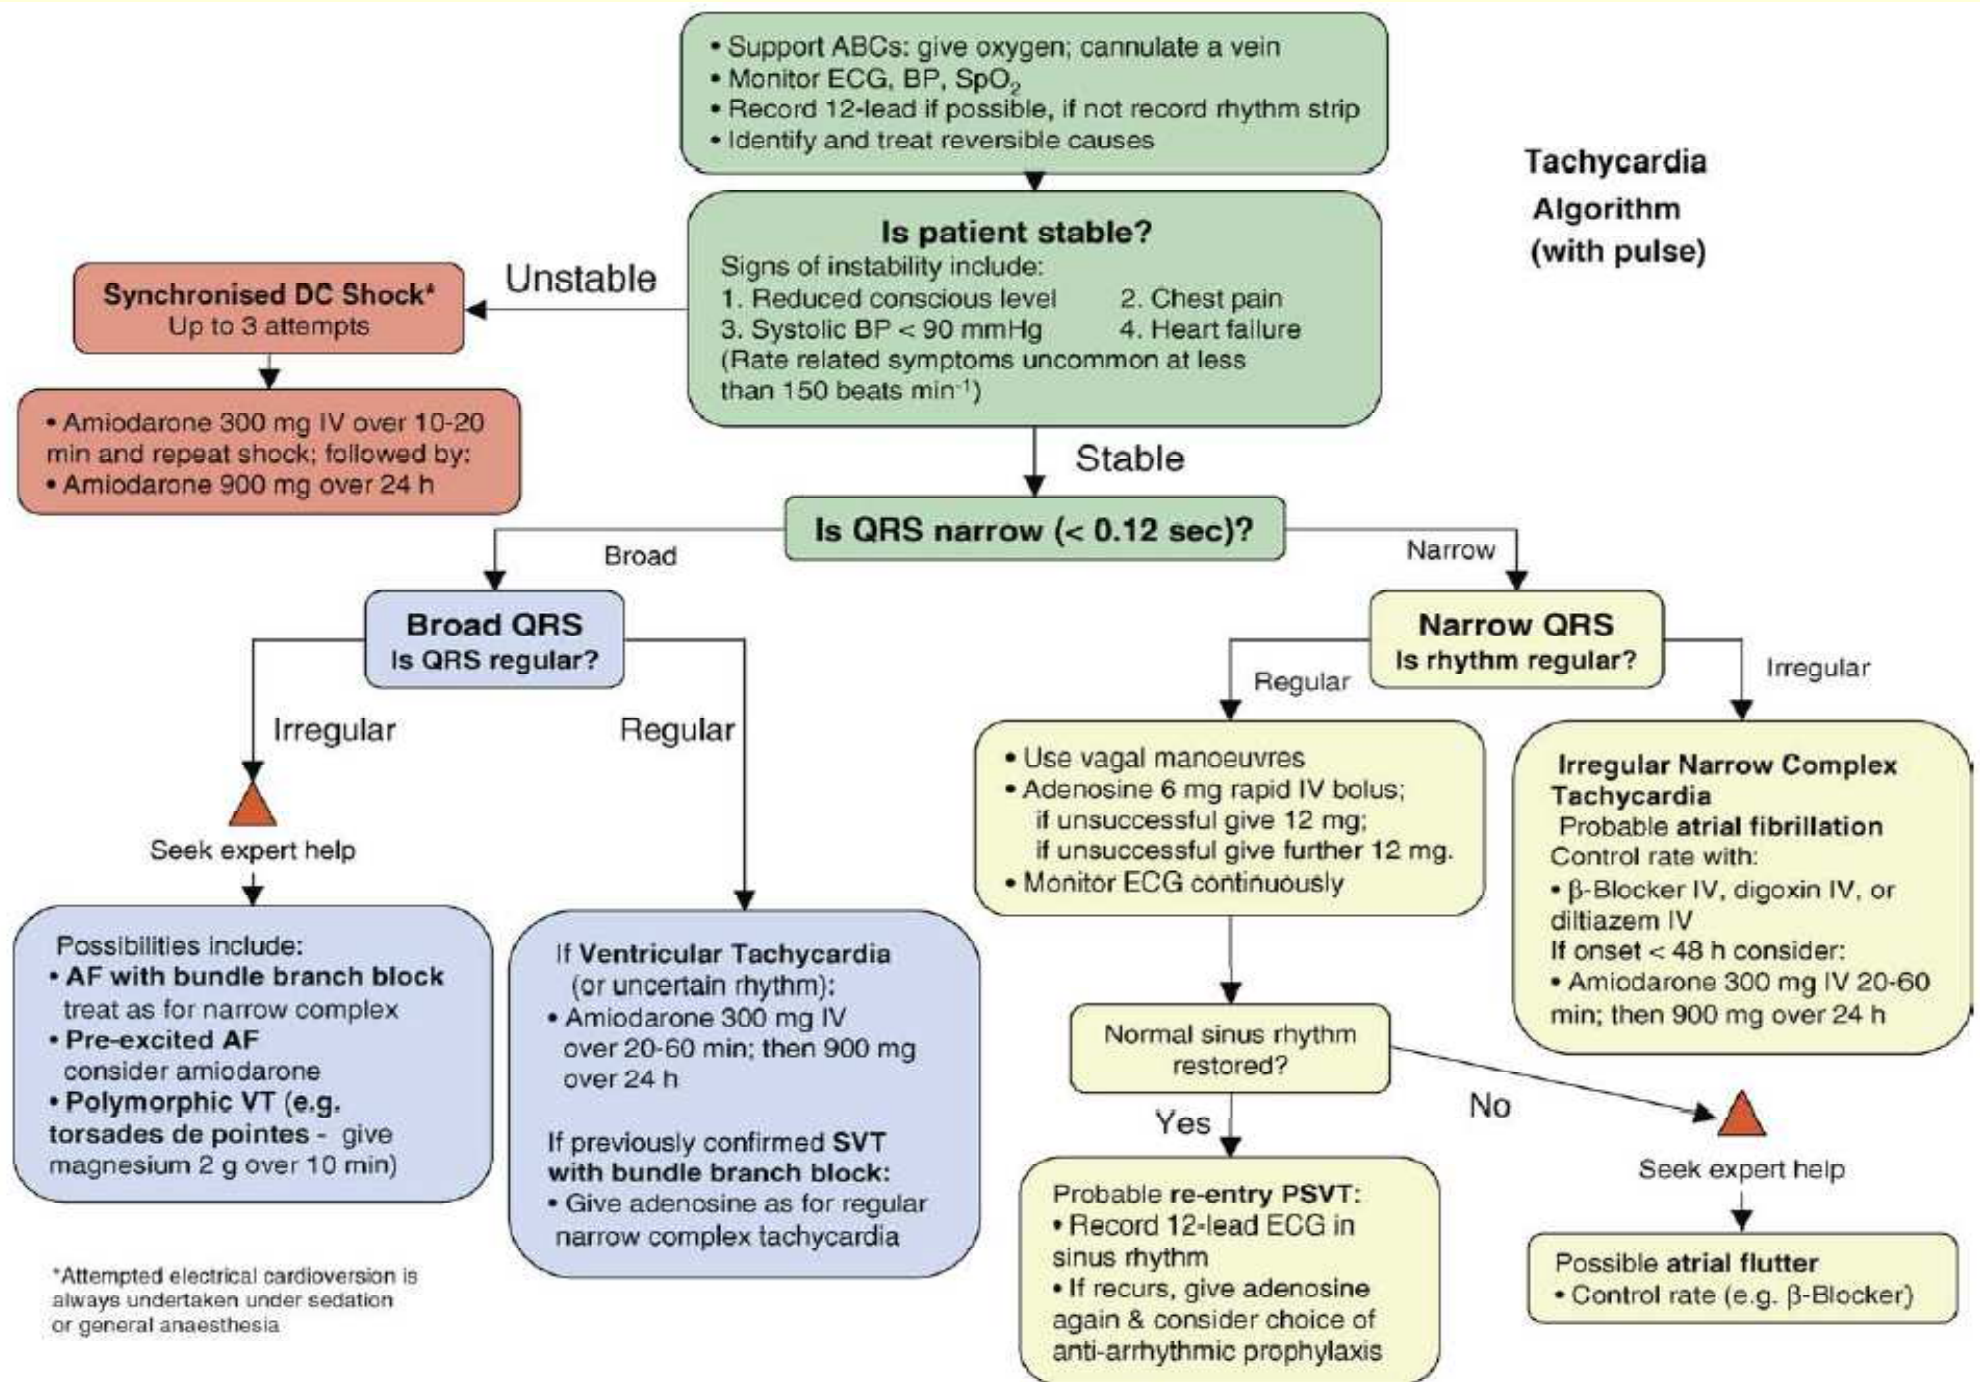 • Support ABCs: give oxygen; cannulate a vein
• Monitor ECG, BP, SpO₂
• Record 12-lead if possible, if not record rhythm strip
• Identify and treat reversible causes
Tachycardia
Algorithm
(with pulse)
Is patient stable?
Signs of instability include:
1. Reduced conscious level 2. Chest pain
3. Systolic BP < 90 mmHg 4. Heart failure
(Rate related symptoms uncommon at less
than 150 beats min⁻¹)
Unstable
Synchronised DC Shock*
Up to 3 attempts
• Amiodarone 300 mg IV over 10-20
min and repeat shock; followed by:
• Amiodarone 900 mg over 24 h
Stable
Is QRS narrow (< 0.12 sec)?
Broad
Narrow
Broad QRS
Is QRS regular?
Irregular
Regular
Seek expert help
Possibilities include:
• AF with bundle branch block
treat as for narrow complex
• Pre-excited AF
consider amiodarone
• Polymorphic VT (e.g.
torsades de pointes - give
magnesium 2 g over 10 min)
If Ventricular Tachycardia
(or uncertain rhythm):
• Amiodarone 300 mg IV
over 20-60 min; then 900 mg
over 24 h
If previously confirmed SVT
with bundle branch block:
• Give adenosine as for regular
narrow complex tachycardia
Narrow QRS
Is rhythm regular?
Regular
Irregular
• Use vagal manoeuvres
• Adenosine 6 mg rapid IV bolus;
if unsuccessful give 12 mg;
if unsuccessful give further 12 mg.
• Monitor ECG continuously
Irregular Narrow Complex
Tachycardia
Probable atrial fibrillation
Control rate with:
• β-Blocker IV, digoxin IV, or
diltiazem IV
If onset < 48 h consider:
• Amiodarone 300 mg IV 20-60
min; then 900 mg over 24 h
Normal sinus rhythm
restored?
Yes
No
Probable re-entry PSVT:
• Record 12-lead ECG in
sinus rhythm
• If recurs, give adenosine
again & consider choice of
anti-arrhythmic prophylaxis
Seek expert help
Possible atrial flutter
• Control rate (e.g. β-Blocker)
*Attempted electrical cardioversion is
always undertaken under sedation
or general anaesthesia